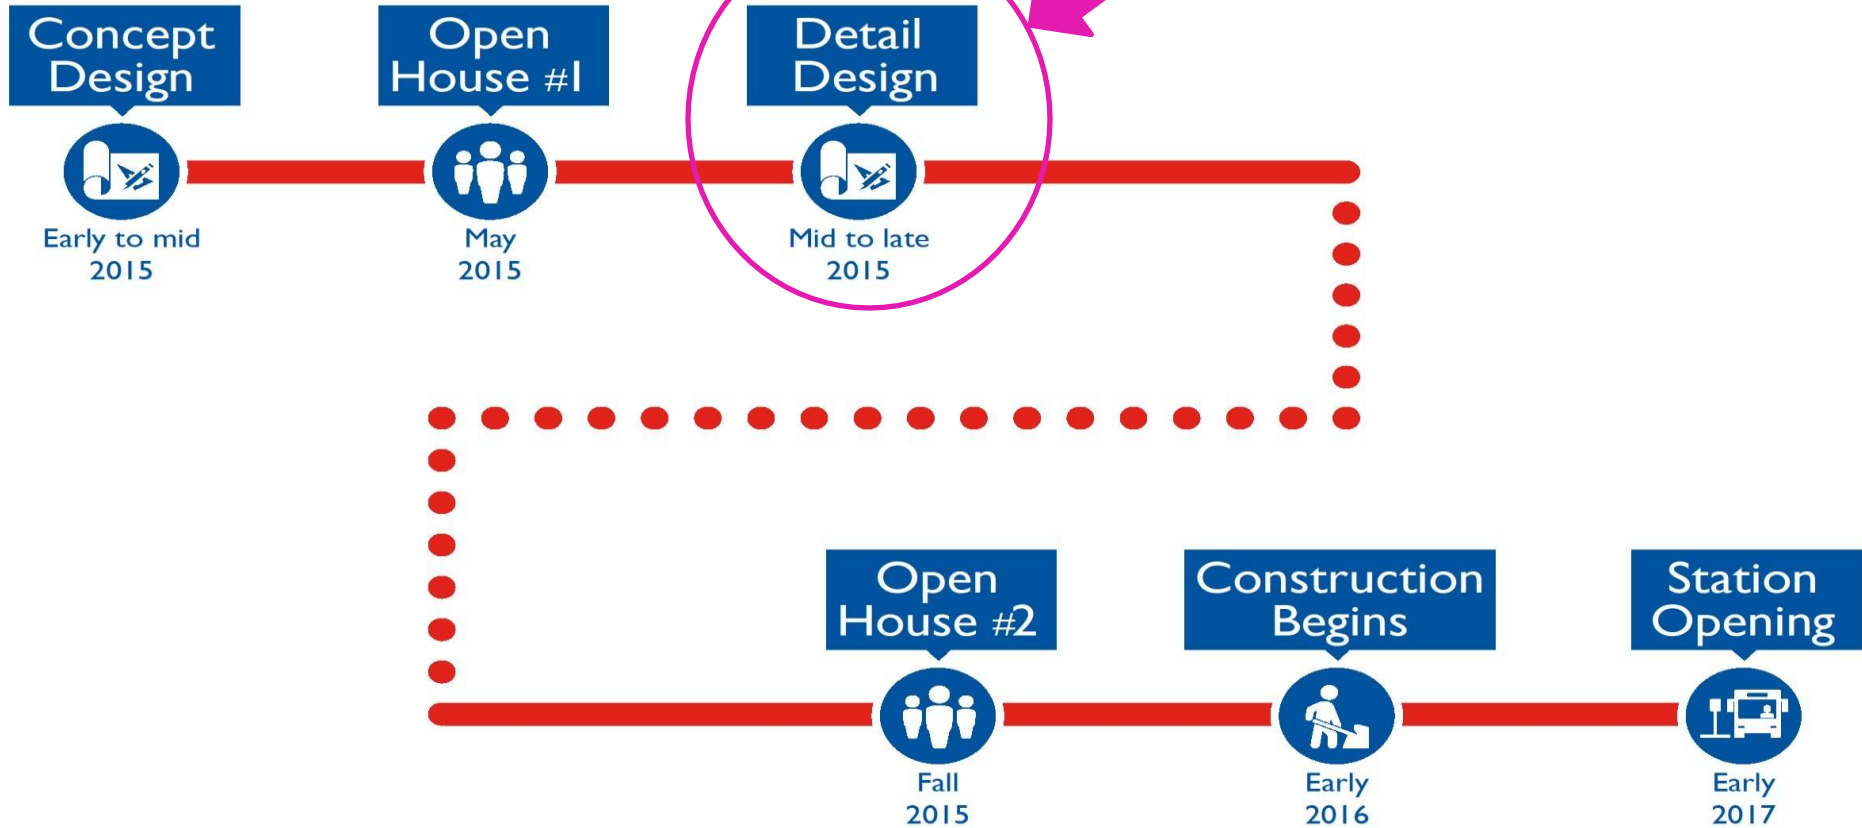 Concept
Design
Early to mid
2015
Open
House #1
May
2015
Detail
Design
Mid to late
2015
Open
House #2
Fall
2015
Construction
Begins
Early
2016
Station
Opening
Early
2017